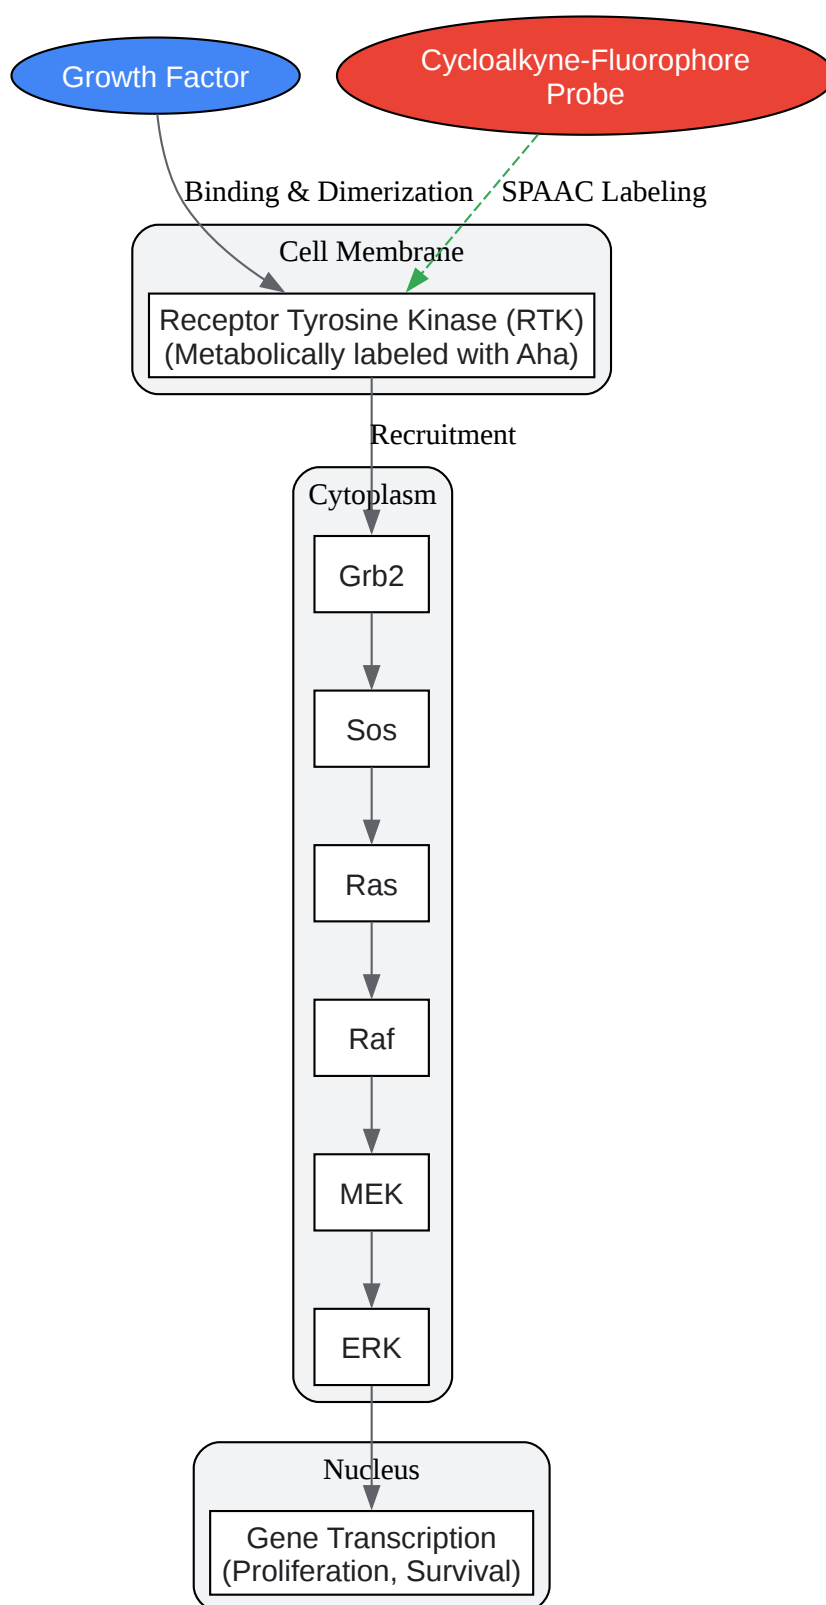 Growth Factor
Cycloalkyne-Fluorophore
Probe
Binding & Dimerization
SPAAC Labeling
Cell Membrane
Receptor Tyrosine Kinase (RTK)
(Metabolically labeled with Aha)
Recruitment
Cytoplasm
Grb2
Sos
Ras
Raf
MEK
ERK
Nucleus
Gene Transcription
(Proliferation, Survival)